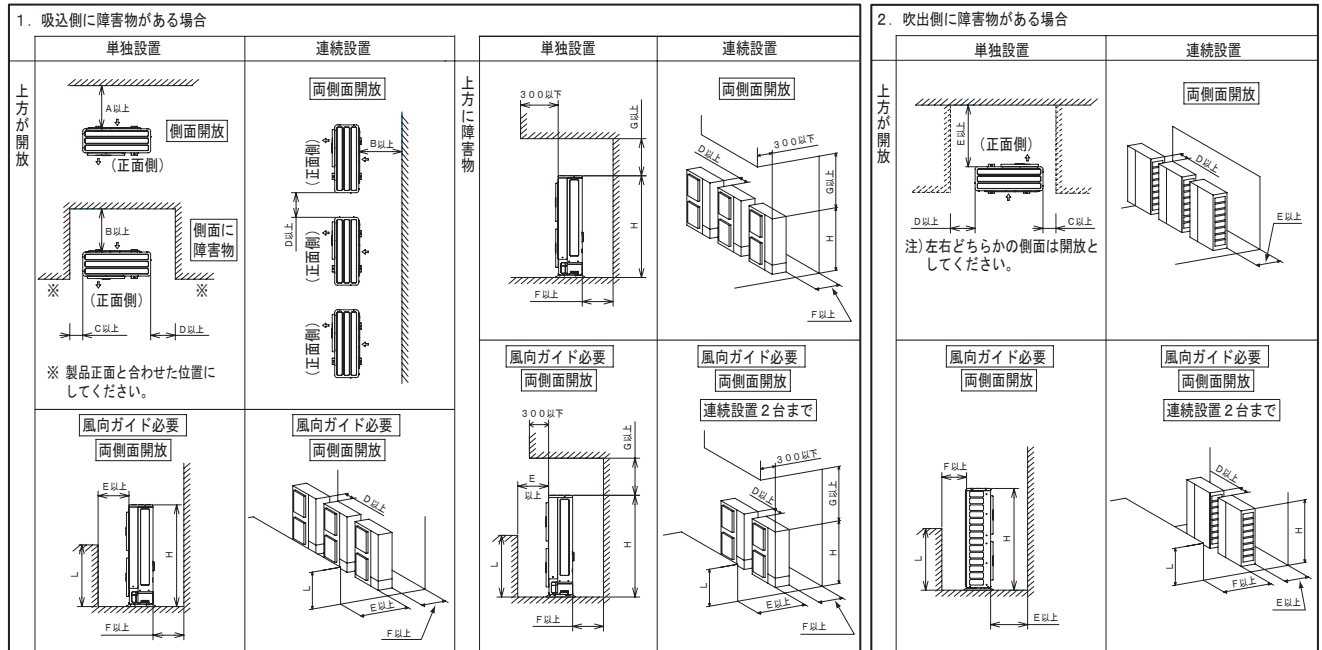 1. 吸込側に障害物がある場合
単独設置
連続設置
上方が開放
A以上
側面開放
(正面側)
B以上
側面に
障害物
※
※
(正面側)
C以上
D以上
※ 製品正面と合わせた位置に
してください。
両側面開放
(正面側)
B以上
D以上
(正面側)
(正面側)
風向ガイド必要
両側面開放
E以上
L
H
F以上
風向ガイド必要
両側面開放
D以上
L
E以上
F以上
単独設置
連続設置
上方に障害物
300以下
G以上
H
F以上
両側面開放
300以下
D以上
G以上
H
F以上
風向ガイド必要
両側面開放
300以下
G以上
E
以上
L
H
F以上
風向ガイド必要
両側面開放
連続設置2台まで
300以下
D以上
G以上
H
L
E以上
F以上
2. 吹出側に障害物がある場合
単独設置
連続設置
上方が開放
E以上
(正面側)
D以上
C以上
注)左右どちらかの側面は開放と
してください。
両側面開放
D以上
E以上
風向ガイド必要
両側面開放
F以上
L
H
E以上
風向ガイド必要
両側面開放
連続設置2台まで
D以上
H
L
F以上
E以上